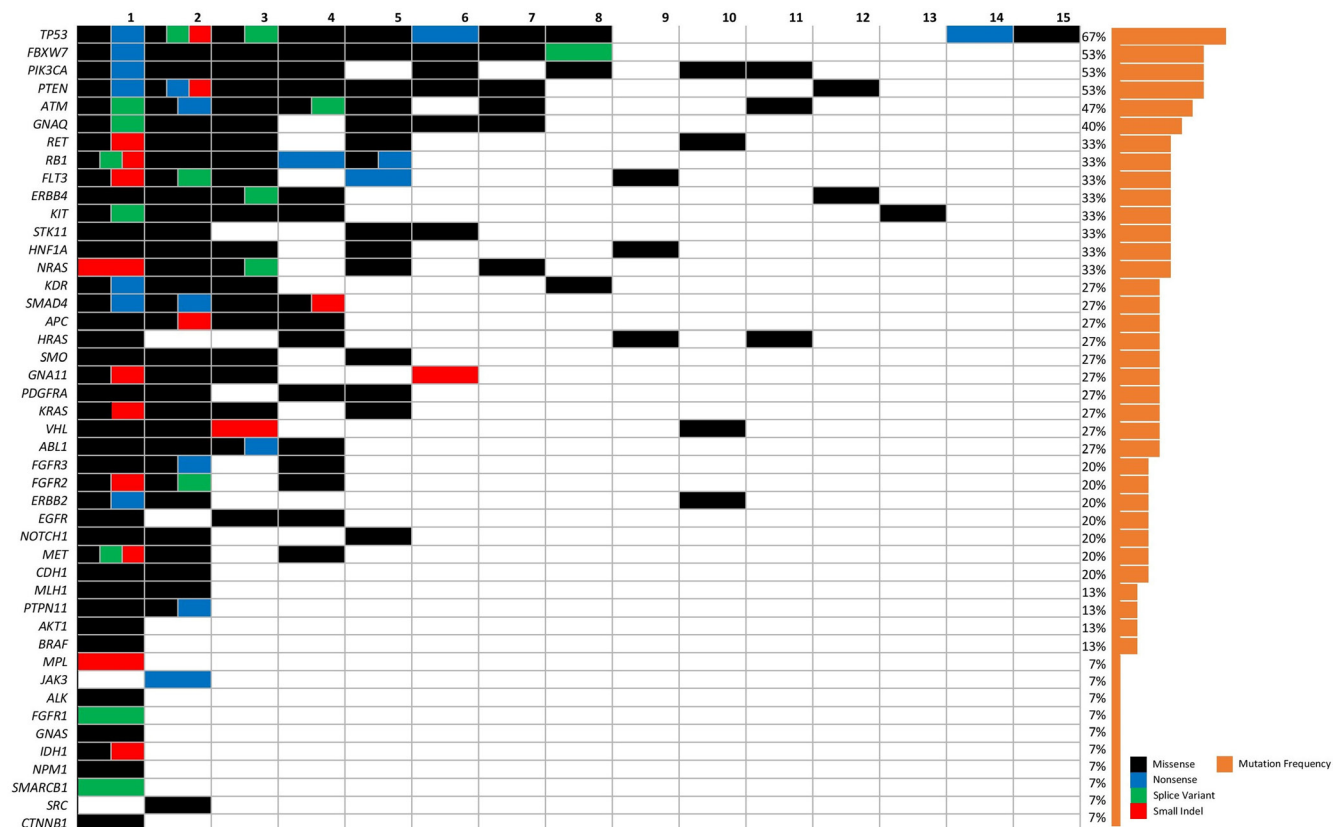 1 2 3 4 5 6 7 8 9 10 11 12 13 14 15
TP53 67%
FBXW7 53%
PIK3CA 53%
PTEN 53%
ATM 47%
GNAQ 40%
RET 33%
RB1 33%
FLT3 33%
ERBB4 33%
KIT 33%
STK11 33%
HNF1A 33%
NRAS 33%
KDR 27%
SMAD4 27%
APC 27%
HRAS 27%
SMO 27%
GNA11 27%
PDGFRA 27%
KRAS 27%
VHL 27%
ABL1 27%
FGFR3 20%
FGFR2 20%
ERBB2 20%
EGFR 20%
NOTCH1 20%
MET 20%
CDH1 20%
MLH1 13%
PTPN11 13%
AKT1 13%
BRAF 13%
MPL 7%
JAK3 7%
ALK 7%
FGFR1 7%
GNAS 7%
IDH1 7%
NPM1 7%
SMARCB1 7%
SRC 7%
CTNNB1 7%
Missense Mutation Frequency
Nonsense
Splice Variant
Small Indel